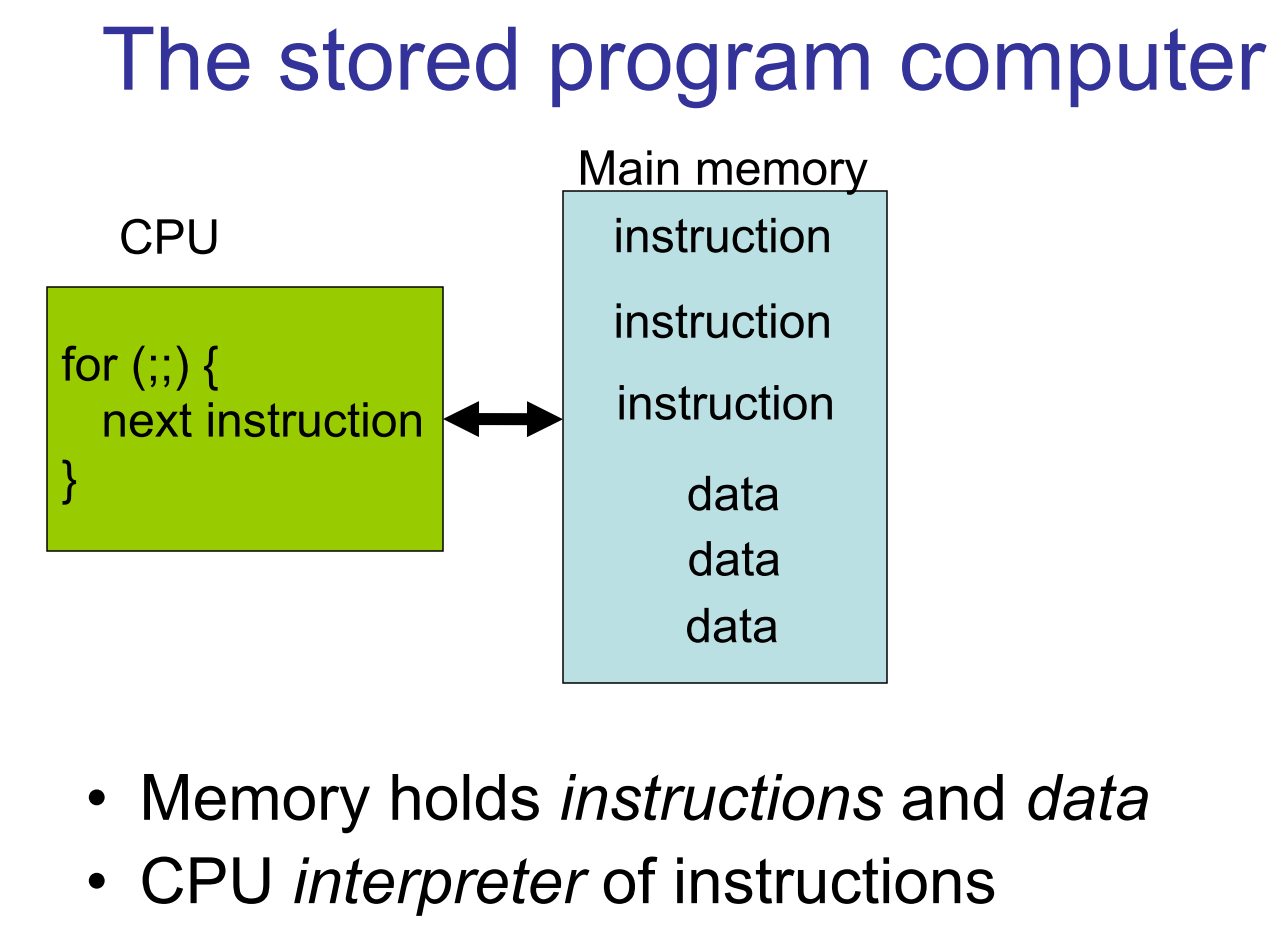 The stored program computer
Main memory
CPU
for (;;) {
next instruction
}
instruction
instruction
instruction
data
data
data
• Memory holds instructions and data
• CPU interpreter of instructions